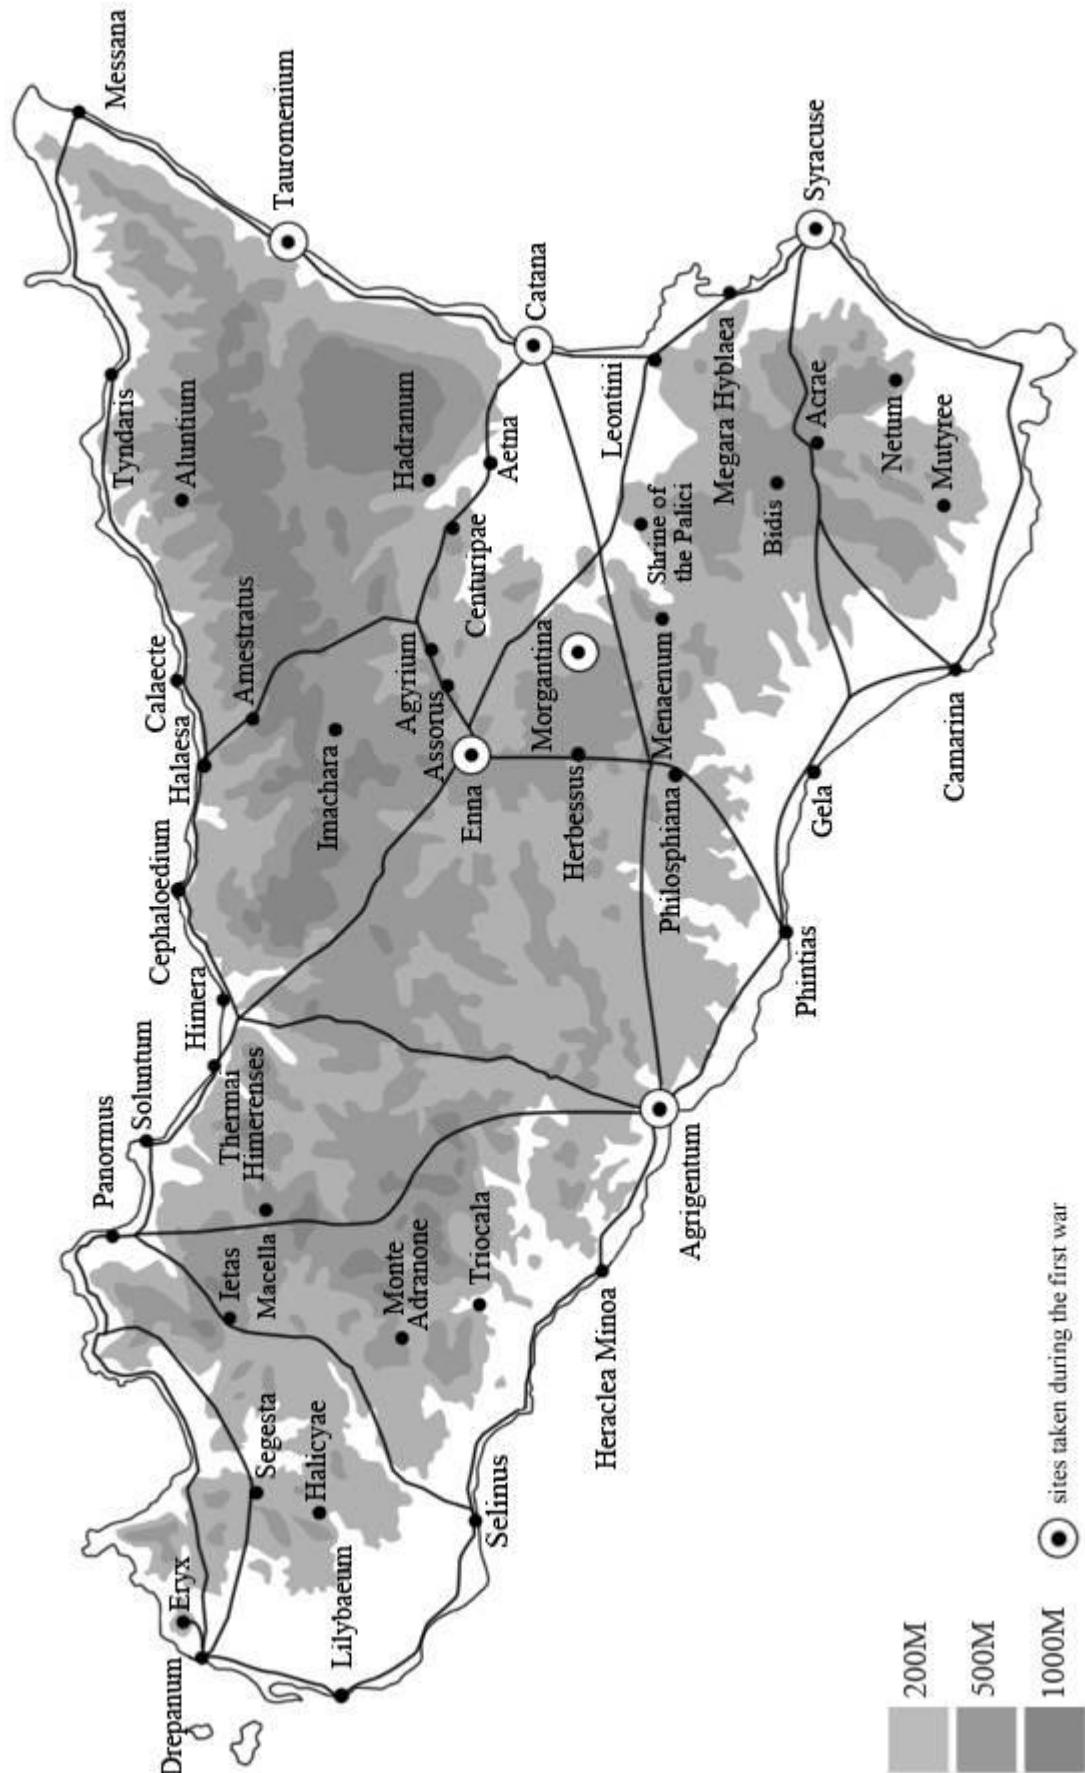 Messana
Tauromenium
Tyndaris
Aluntium
Calaecte
Halaesa
Amestratus
Cephaloedium
Himera
Thermai
Himerenses
Soluntum
Panormus
Ietas
Macella
Segesta
Halicyae
Eryx
Drepanum
Lilybaeum
Selinus
Monte
Adranone
Triocala
Heraclea Minoa
Agrigentum
Imachara
Agyrium
Assorus
Enna
Centuripae
Hadranum
Aetna
Catana
Leontini
Morgantina
Herbessus
Shrine of
the Palici
Menaenum
Philosphiana
Megara Hyblaea
Syracuse
Bidis
Acrae
Netum
Mutyree
Gela
Camarina
Phintias
200M
500M
1000M
sites taken during the first war